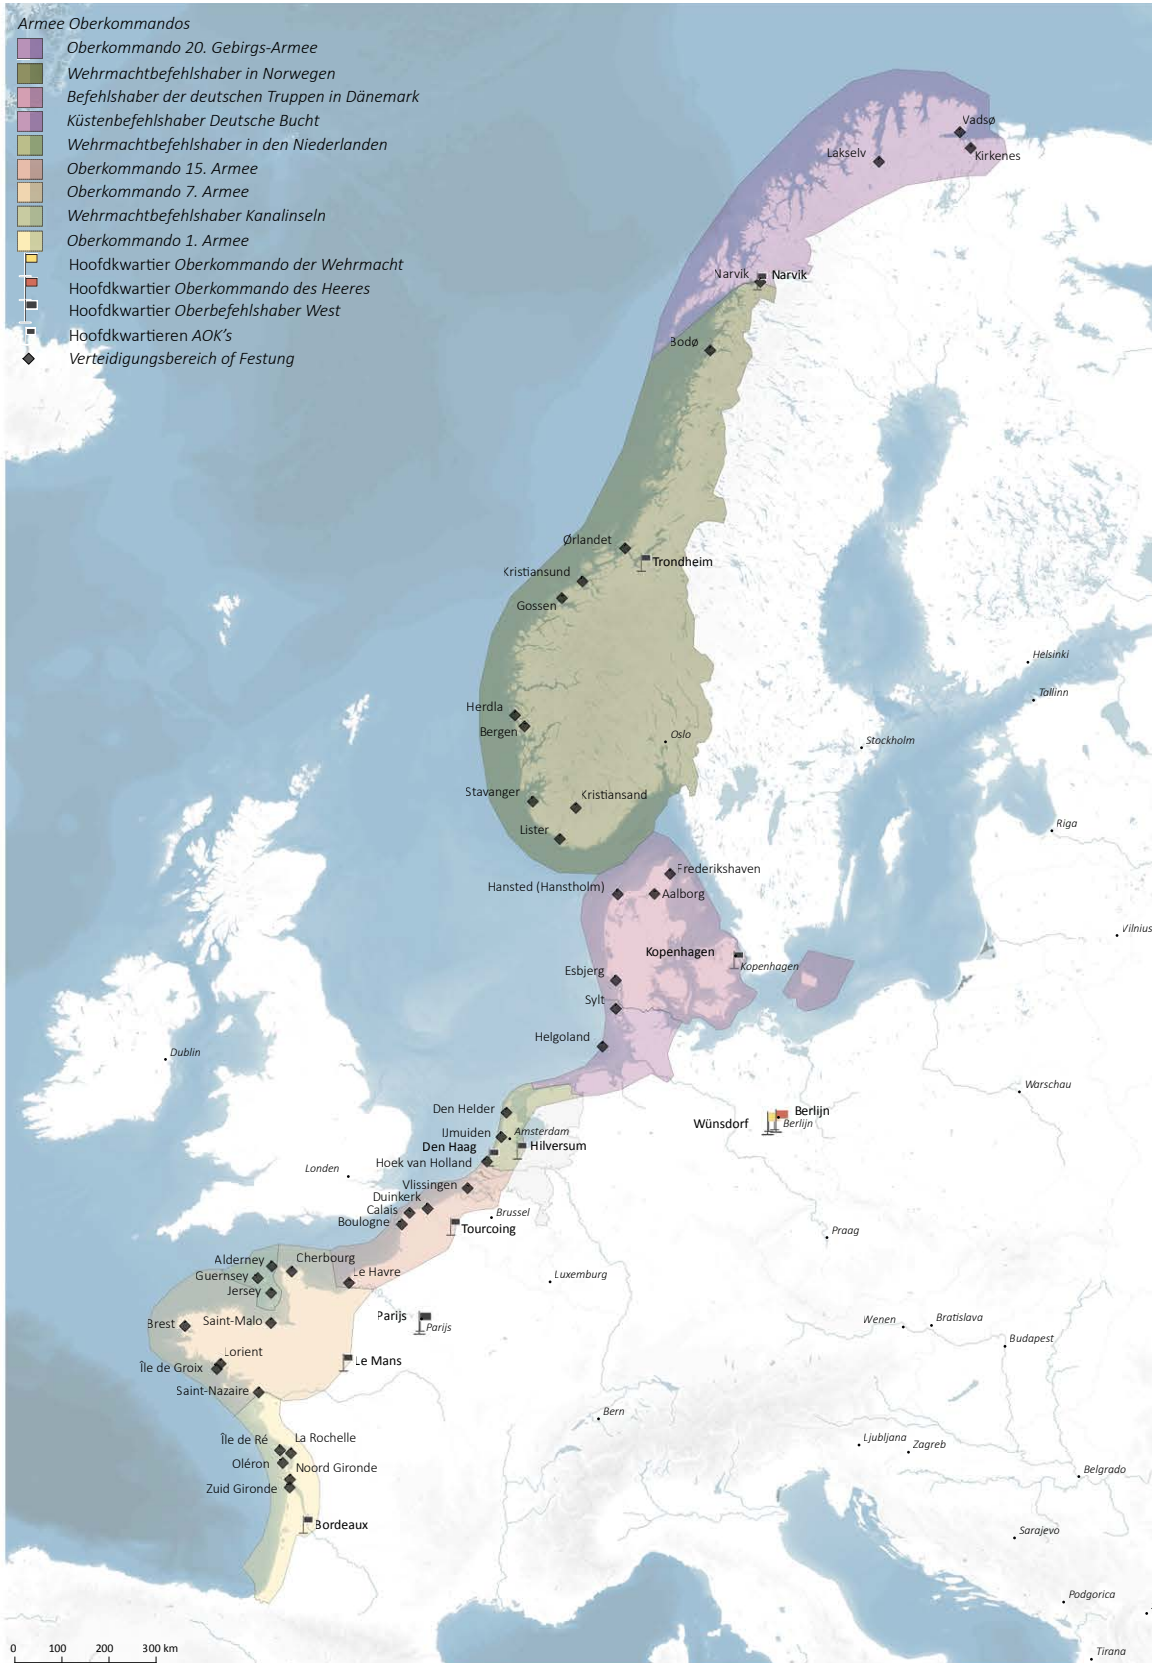 Armee Oberkommandos
Oberkommando 20. Gebirgs-Armee
Wehrmachtbefehlshaber in Norwegen
Befehlshaber der deutschen Truppen in Dänemark
Küstenbefehlshaber Deutsche Bucht
Wehrmachtbefehlshaber in den Niederlanden
Oberkommando 15. Armee
Oberkommando 7. Armee
Wehrmachtbefehlshaber Kanalinseln
Oberkommando 1. Armee
Hoofdkwartier Oberkommando der Wehrmacht
Hoofdkwartier Oberkommando des Heeres
Hoofdkwartier Oberbefehlshaber West
Hoofdkwartieren AOK's
Verteidigungsbereich of Festung
Vadsø
Lakselv
Kirkenes
Narvik
Narvik
Bodø
Ørlandet
Trondheim
Kristiansund
Gossen
Helsinki
Tallinn
Herdla
Bergen
Oslo
Stockholm
Stavanger
Kristiansand
Lister
Riga
Frederikshaven
Hansted (Hanstholm)
Aalborg
Vilnius
Kopenhagen
Kopenhagen
Esbjerg
Sylt
Helgoland
Dublin
Warschau
Den Helder
Berlijn
Wünsdorf
Berlijn
IJmuiden
Amsterdam
Den Haag
Hilversum
Hoek van Holland
Londen
Vlissingen
Duinkerk
Calais
Brussel
Boulogne
Tourcoing
Praag
Alderney
Cherbourg
Guernsey
Le Havre
Luxemburg
Jersey
Parijs
Parijs
Brest
Saint-Malo
Wenen
Bratislava
Budapest
Lorient
Île de Groix
Le Mans
Saint-Nazaire
Bern
Île de Ré
La Rochelle
Ljubljana
Zagreb
Oléron
Noord Gironde
Belgrado
Zuid Gironde
Bordeaux
Sarajevo
Podgorica
Tirana
0 100 200 300 km